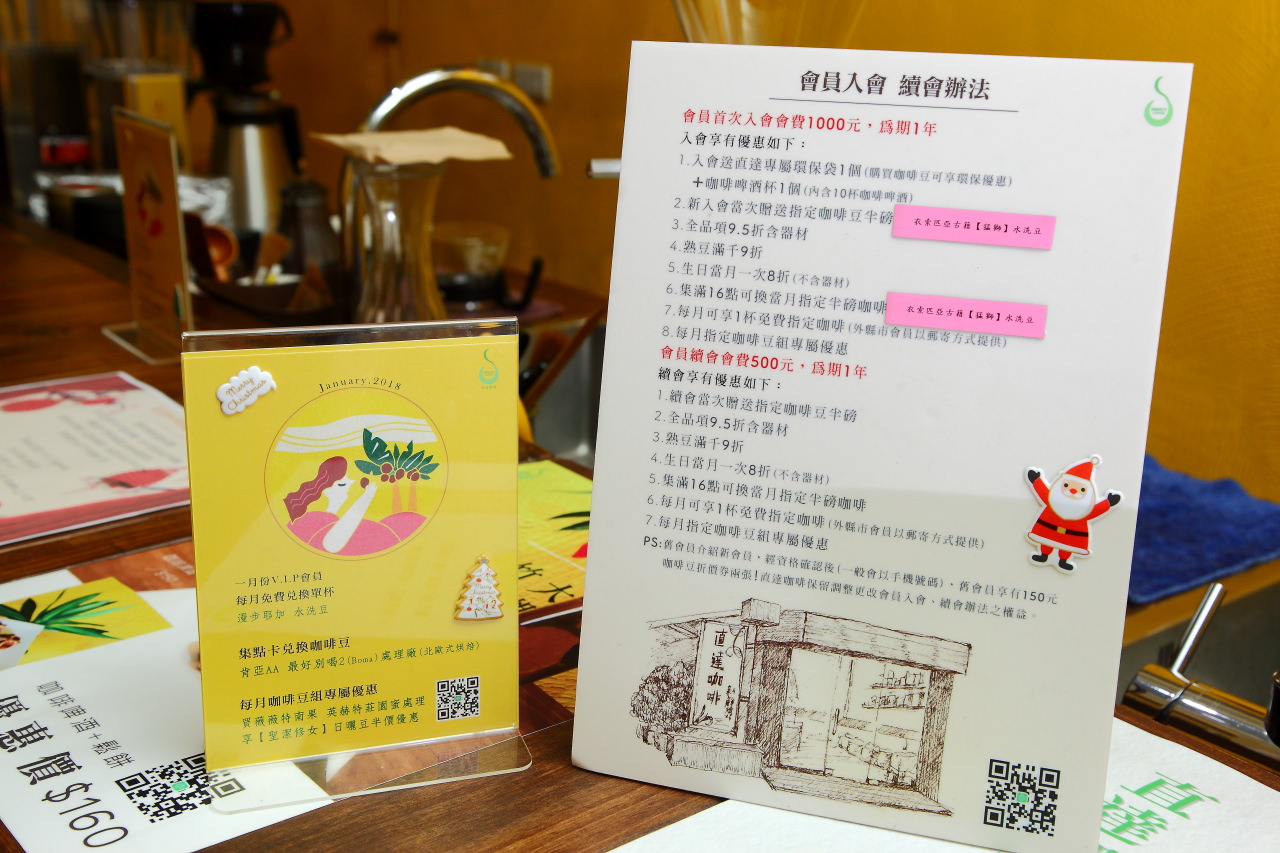 會員入會 續會辦法
會員首次入會會費1000元，爲期1年
入會享有優惠如下：
1.入會送直達專屬環保袋1個(購買咖啡豆可享環保優惠)
＋咖啡啤酒杯1個(內含10杯咖啡啤酒)
2.新入會當次贈送指定咖啡豆半磅
衣索匹亞古籍【猛獅】水洗豆
3.全品項9.5折含器材
4.熟豆滿千9折
5.生日當月一次8折(不含器材)
6.集滿16點可換當月指定半磅咖啡
衣索匹亞古籍【猛獅】水洗豆
7.每月可享1杯免費指定咖啡(外縣市會員以郵寄方式提供)
8.每月指定咖啡豆組專屬優惠
會員續會會費500元，爲期1年
續會享有優惠如下：
1.續會當次贈送指定咖啡豆半磅
2.全品項9.5折含器材
3.熟豆滿千9折
4.生日當月一次8折(不含器材)
5.集滿16點可換當月指定半磅咖啡
6.每月可享1杯免費指定咖啡(外縣市會員以郵寄方式提供)
7.每月指定咖啡豆組專屬優惠
PS:舊會員介紹新會員，經資格確認後(一般會以手機號碼)，舊會員享有150元
咖啡豆折價券兩張!直達咖啡保留調整更改會員入會、續會辦法之權益。
直達咖啡
Merry
Christmas
January.2018
一月份V.I.P會員
每月免費兌換單杯
漫步耶加 水洗豆
集點卡兌換咖啡豆
肯亞AA 最好別喝2(Boma)處理廠(北歐式烘焙)
每月咖啡豆組專屬優惠
買薇薇特南果 英赫特莊園蜜處理
享【聖潔修女】日曬豆半價優惠
咖啡啤酒+鬆餅
優惠價$160
直達